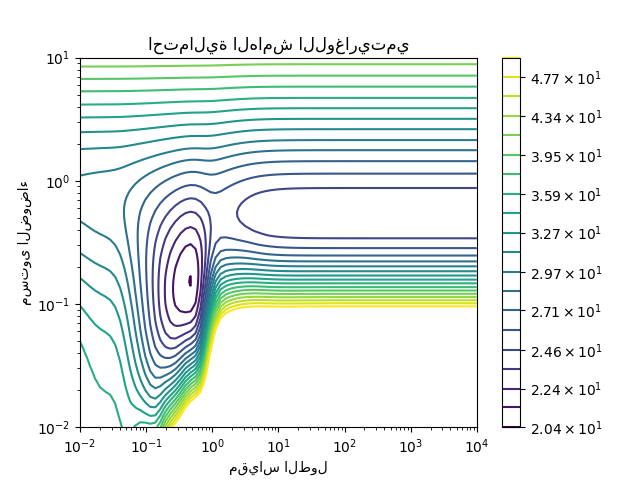 احتمالية الهامش اللوغاريتمي
مستوى الضوضاء
10^1
10^0
10^-1
10^-2
10^-2 10^-1 10^0 10^1 10^2 10^3 10^4
مقياس الطول
4.77 × 10^1
4.34 × 10^1
3.95 × 10^1
3.59 × 10^1
3.27 × 10^1
2.97 × 10^1
2.71 × 10^1
2.46 × 10^1
2.24 × 10^1
2.04 × 10^1